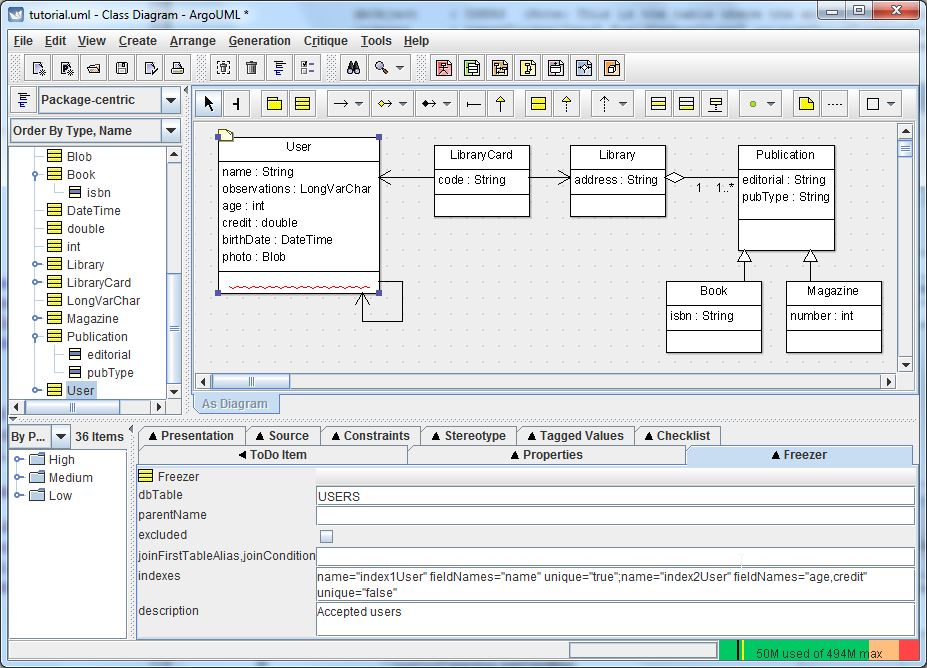 tutorial.uml - Class Diagram - ArgoUML *
File Edit View Create Arrange Generation Critique Tools Help
Package-centric
Order By Type, Name
Blob
Book
isbn
DateTime
double
int
Library
LibraryCard
LongVarChar
Magazine
Publication
editorial
pubType
User
User
name : String
observations : LongVarChar
age : int
credit : double
birthDate : DateTime
photo : Blob
LibraryCard
code : String
Library
address : String
1 1..*
Publication
editorial : String
pubType : String
Book
isbn : String
Magazine
number : int
As Diagram
By P... 36 Items
High
Medium
Low
Presentation Source Constraints Stereotype Tagged Values Checklist
ToDo Item Properties Freezer
Freezer
dbTable USERS
parentName
excluded
joinFirstTableAlias,joinCondition
indexes name="index1User" fieldNames="name" unique="true";name="index2User" fieldNames="age,credit"
unique="false"
description Accepted users
50M used of 494M max